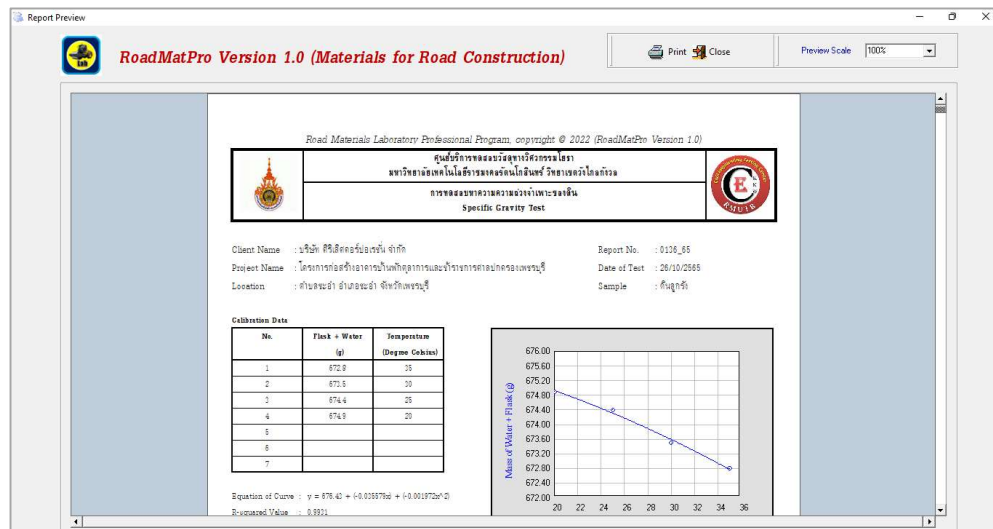 Report Preview
RoadMatPro Version 1.0 (Materials for Road Construction)
Print Close
Preview Scale 100%
Road Materials Laboratory Professional Program, copyright @ 2022 (RoadMatPro Version 1.0)
ศูนย์บริการทดสอบวัสดุทางวิศวกรรมโยธา
มหาวิทยาลัยเทคโนโลยีราชมงคลรัตนโกสินทร์ วิทยาเขตวังไกลกังวล
การทดสอบหาความความถ่วงจำเพาะของดิน
Specific Gravity Test
RMUTR
Client Name : บริษัท คีรีเลิศคอร์ปอเรชั่น จำกัด
Report No. : 0136_65
Project Name : โครงการก่อสร้างอาคารบ้านพักตุลาการและข้าราชการศาลปกครองเพชรบุรี
Date of Test : 26/10/2565
Location : ตำบลชะอำ อำเภอชะอำ จังหวัดเพชรบุรี
Sample : หินลูกรัง
Calibration Data
No. Flask + Water (g) Temperature (Degree Celsius)
1 672.8 35
2 673.5 30
3 674.4 25
4 674.9 20
5
6
7
Equation of Curve : y = 676.43 + (-0.035579x) + (-0.001972x^2)
R-squared Value : 0.9931
Mass of Water + Flask (g)
676.00
675.60
675.20
674.80
674.40
674.00
673.60
673.20
672.80
672.40
672.00
20 22 24 26 28 30 32 34 36